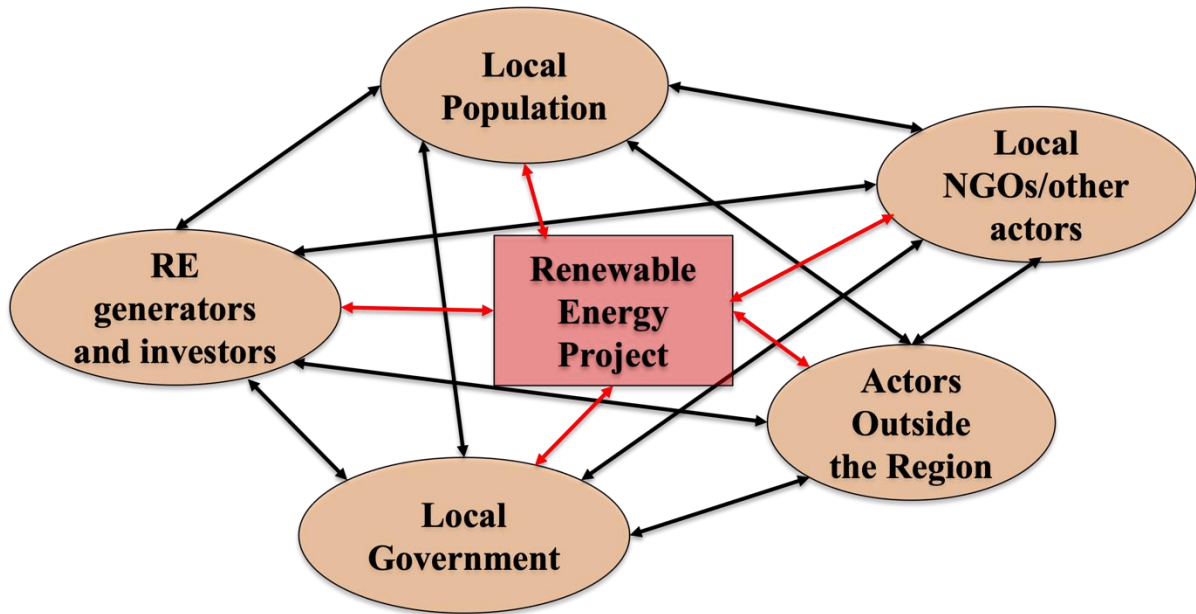 Local
Population
Local
NGOs/other
actors
RE
generators
and investors
Renewable
Energy
Project
Actors
Outside
the Region
Local
Government